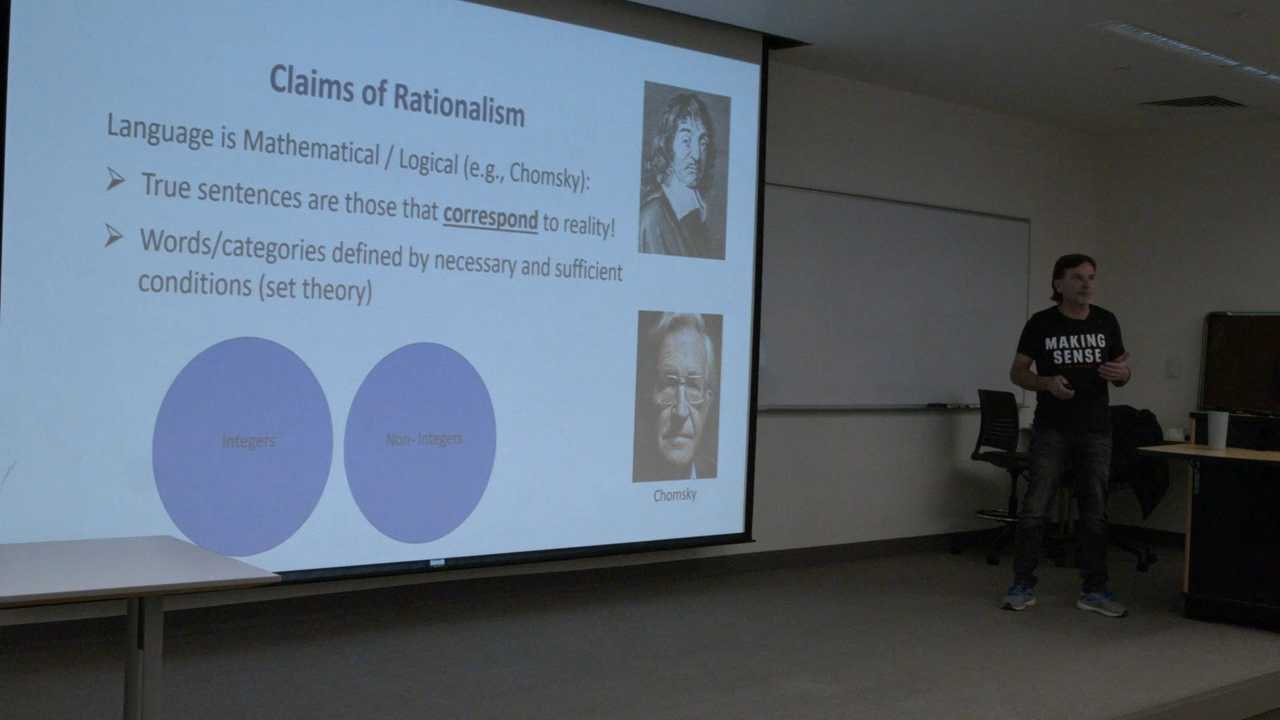 Claims of Rationalism
Language is Mathematical / Logical (e.g., Chomsky):
True sentences are those that correspond to reality!
Words/categories defined by necessary and sufficient
conditions (set theory)
Integers
Non- Integers
Chomsky
MAKING
SENSE